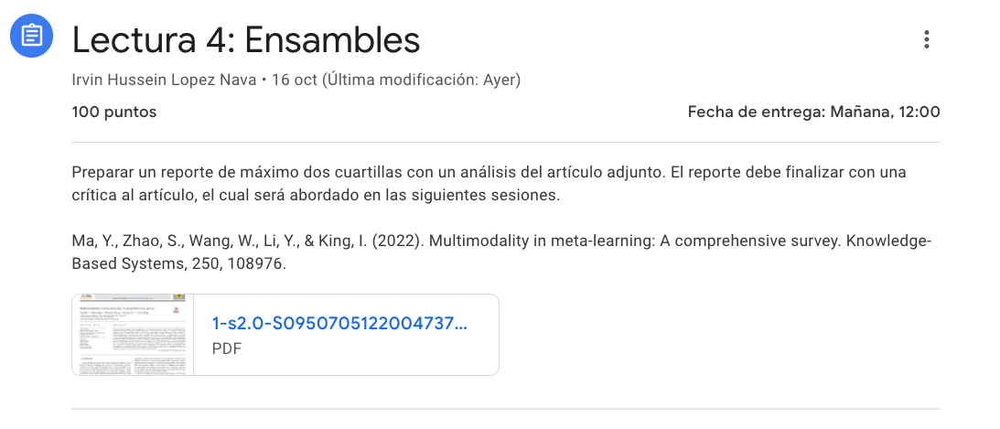 Lectura 4: Ensambles
Irvin Hussein Lopez Nava • 16 oct (Última modificación: Ayer)
100 puntos
Fecha de entrega: Mañana, 12:00
Preparar un reporte de máximo dos cuartillas con un análisis del artículo adjunto. El reporte debe finalizar con una
crítica al artículo, el cual será abordado en las siguientes sesiones.
Ma, Y., Zhao, S., Wang, W., Li, Y., & King, I. (2022). Multimodality in meta-learning: A comprehensive survey. Knowledge-
Based Systems, 250, 108976.
1-s2.0-S0950705122004737...
PDF